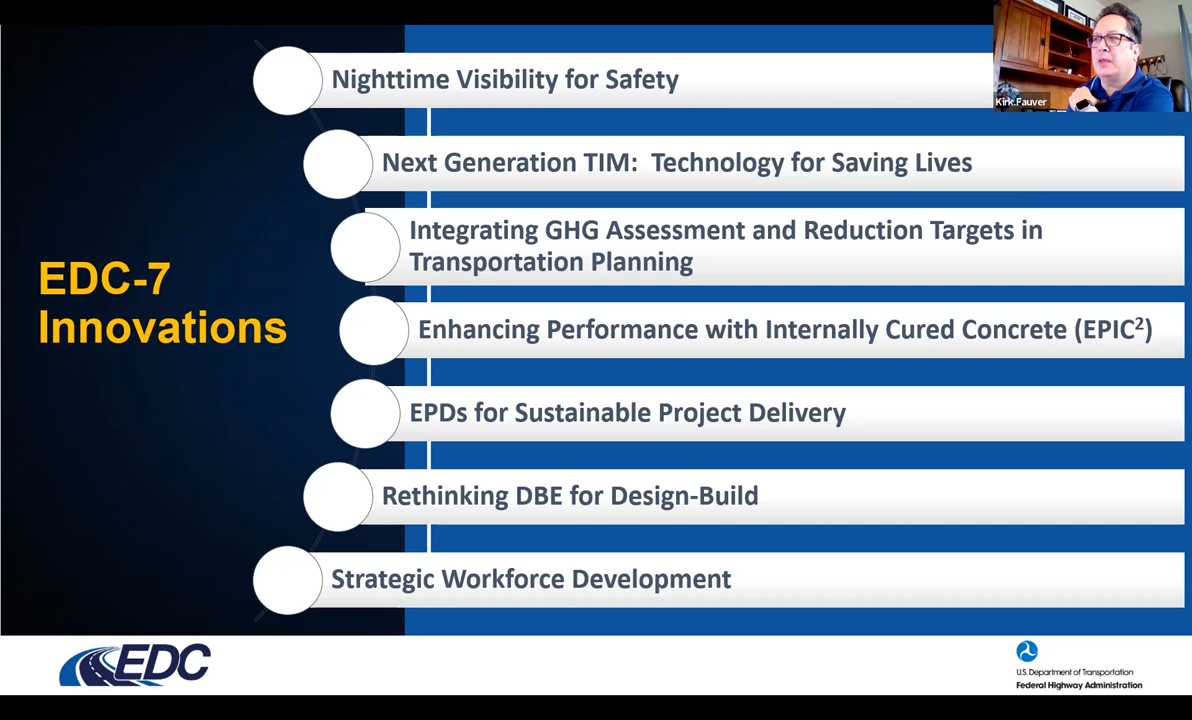 Nighttime Visibility for Safety
Kirk.Fauver
Next Generation TIM:  Technology for Saving Lives
Integrating GHG Assessment and Reduction Targets in
Transportation Planning
EDC-7
Innovations
Enhancing Performance with Internally Cured Concrete (EPIC²)
EPDs for Sustainable Project Delivery
Rethinking DBE for Design-Build
Strategic Workforce Development
EDC
U.S. Department of Transportation
Federal Highway Administration